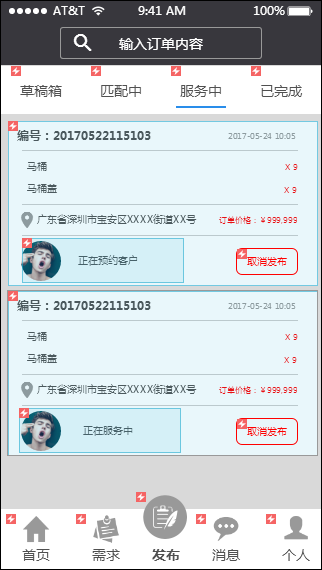 AT&T 9:41 AM 100%
输入订单内容
草稿箱 匹配中 服务中 已完成
编号：20170522115103 2017-05-24 10:05
马桶 X 9
马桶盖 X 9
广东省深圳市宝安区XXXX街道XX号 订单价格：￥999,999
正在预约客户 取消发布
编号：20170522115103 2017-05-24 10:05
马桶 X 9
马桶盖 X 9
广东省深圳市宝安区XXXX街道XX号 订单价格：￥999,999
正在服务中 取消发布
首页 需求 发布 消息 个人